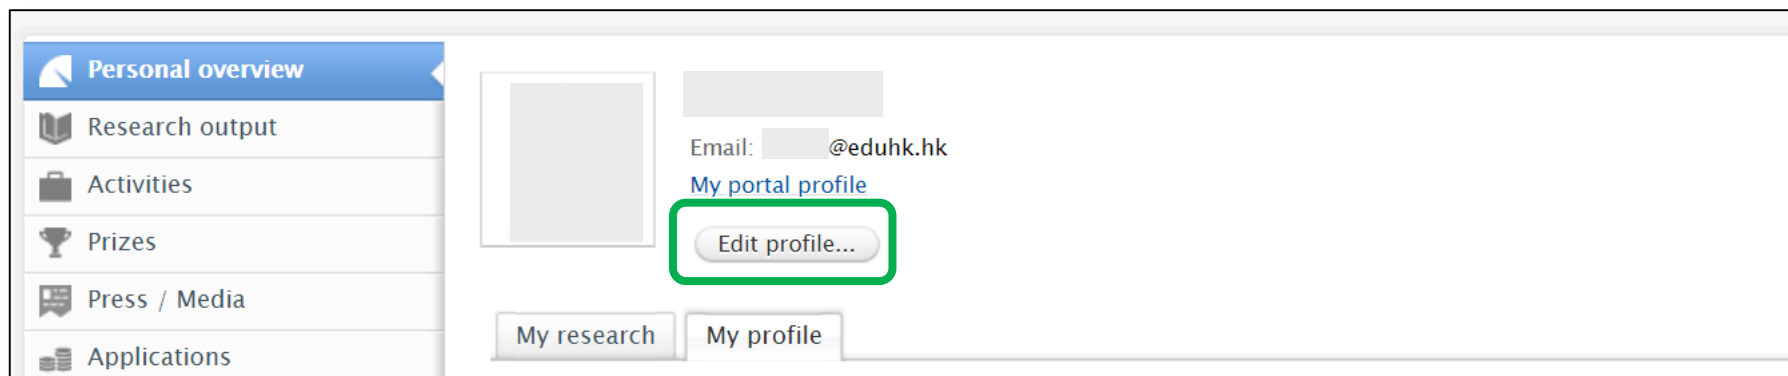 Personal overview
Research output
Activities
Prizes
Press / Media
Applications
Email: @eduhk.hk
My portal profile
Edit profile...
My research
My profile